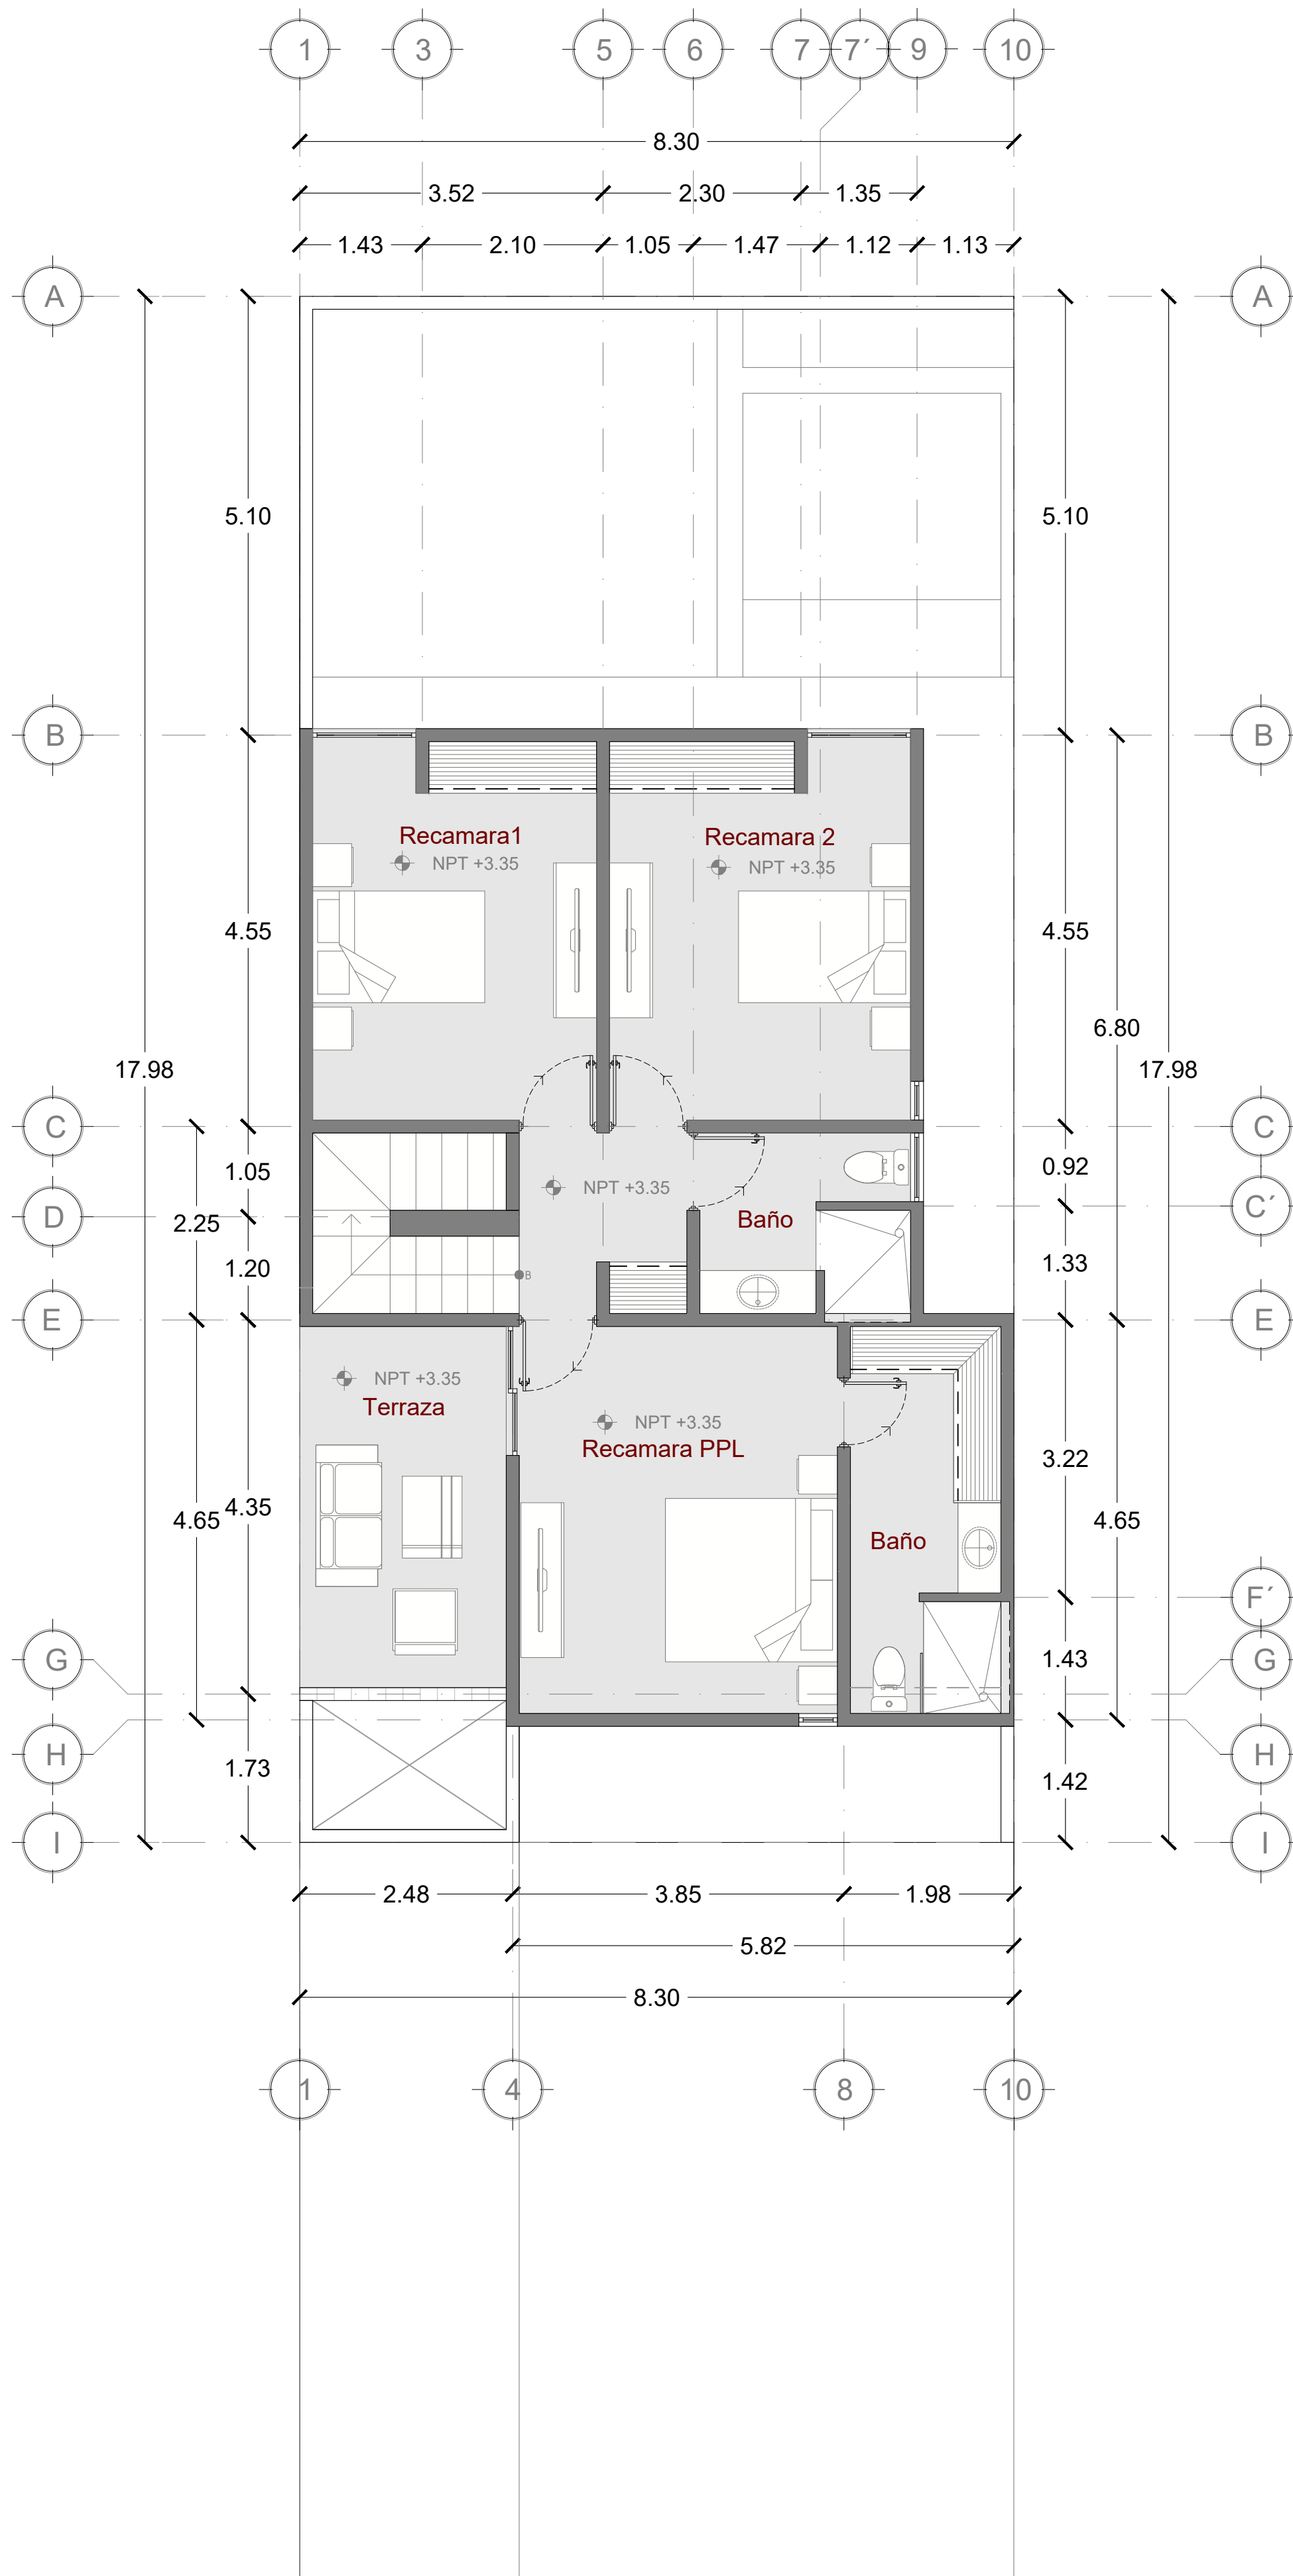 1 3 5 6 7 7´ 9 10
8.30
3.52 2.30 1.35
1.43 2.10 1.05 1.47 1.12 1.13
A A
5.10 5.10
B B
Recamara1 Recamara 2
NPT +3.35 NPT +3.35
4.55 4.55
6.80
17.98 17.98
C C
1.05 0.92
NPT +3.35
D C´
2.25 Baño
1.20 1.33
B
E E
NPT +3.35
Terraza
NPT +3.35
Recamara PPL
3.22
4.35
4.65 4.65
Baño
F´
G 1.43 G
H H
1.73 1.42
I I
2.48 3.85 1.98
5.82
8.30
1 4 8 10